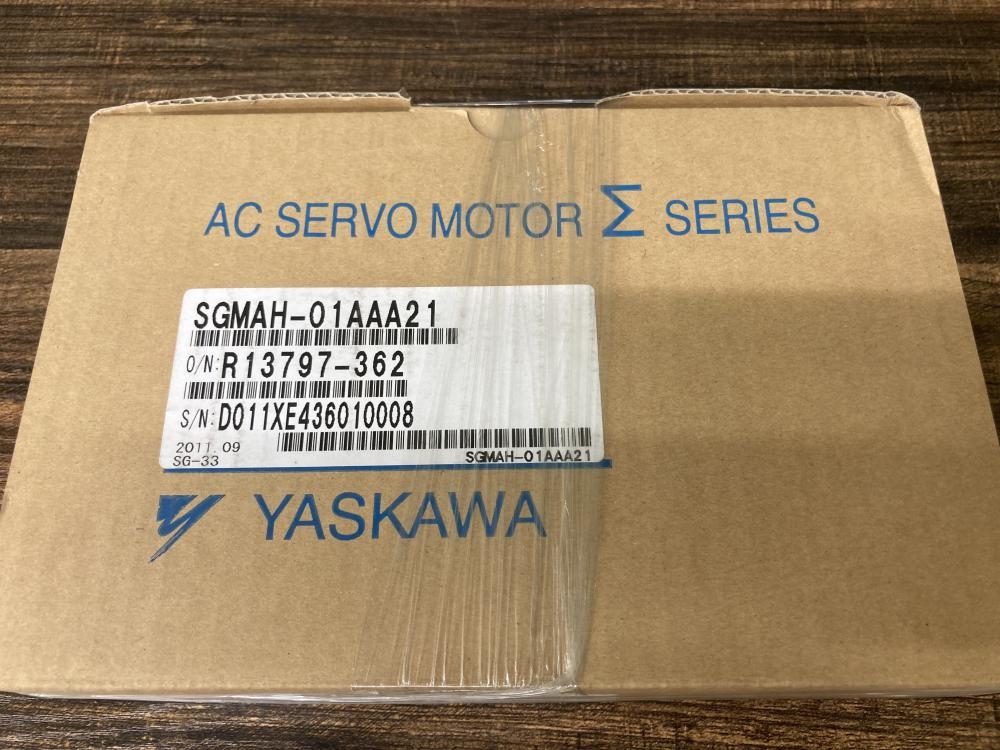 AC SERVO MOTOR Σ SERIES
SGMAH-01AAA21
O/N:R13797-362
S/N:D011XE436010008
2011.09
SG-33
SGMAH-01AAA21
YASKAWA